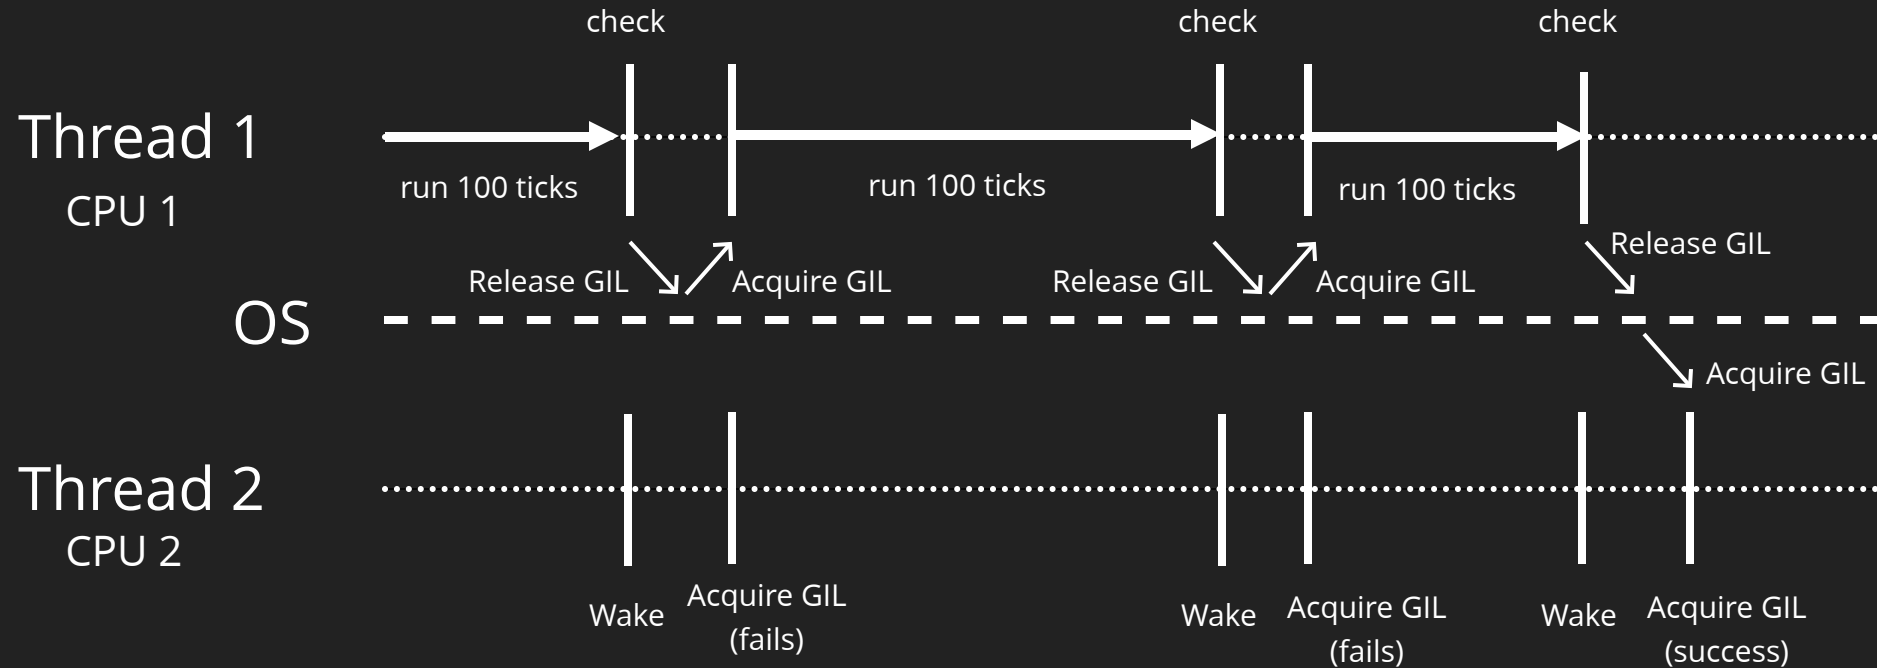 check
check
check
Thread 1
CPU 1
run 100 ticks
run 100 ticks
run 100 ticks
Release GIL
Acquire GIL
Release GIL
Acquire GIL
Release GIL
OS
Acquire GIL
Thread 2
CPU 2
Wake
Acquire GIL
(fails)
Wake
Acquire GIL
(fails)
Wake
Acquire GIL
(success)